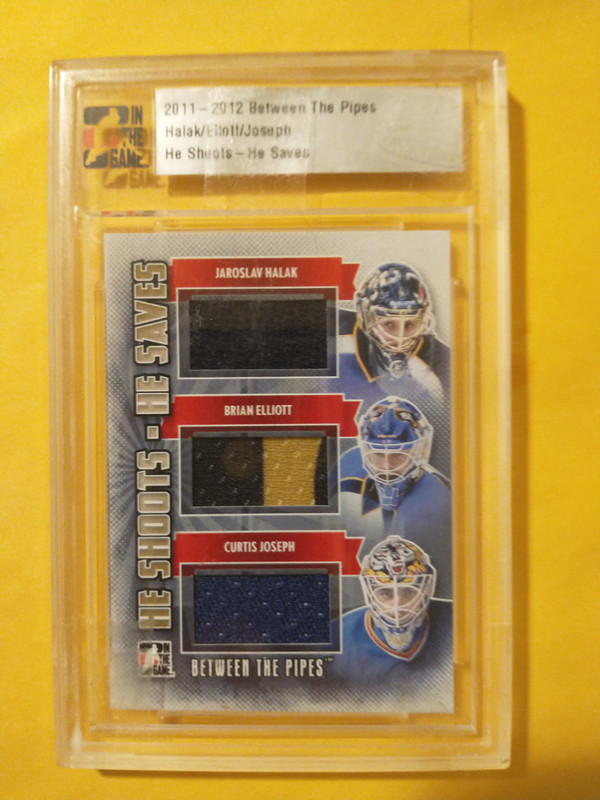 IN
THE
GAME
2011 - 2012 Between The Pipes
Halak/Elliott/Joseph
He Shoots - He Saves
HE SHOOTS - HE SAVES
JAROSLAV HALAK
BRIAN ELLIOTT
CURTIS JOSEPH
IN
THE
GAME
BETWEEN THE PIPES™